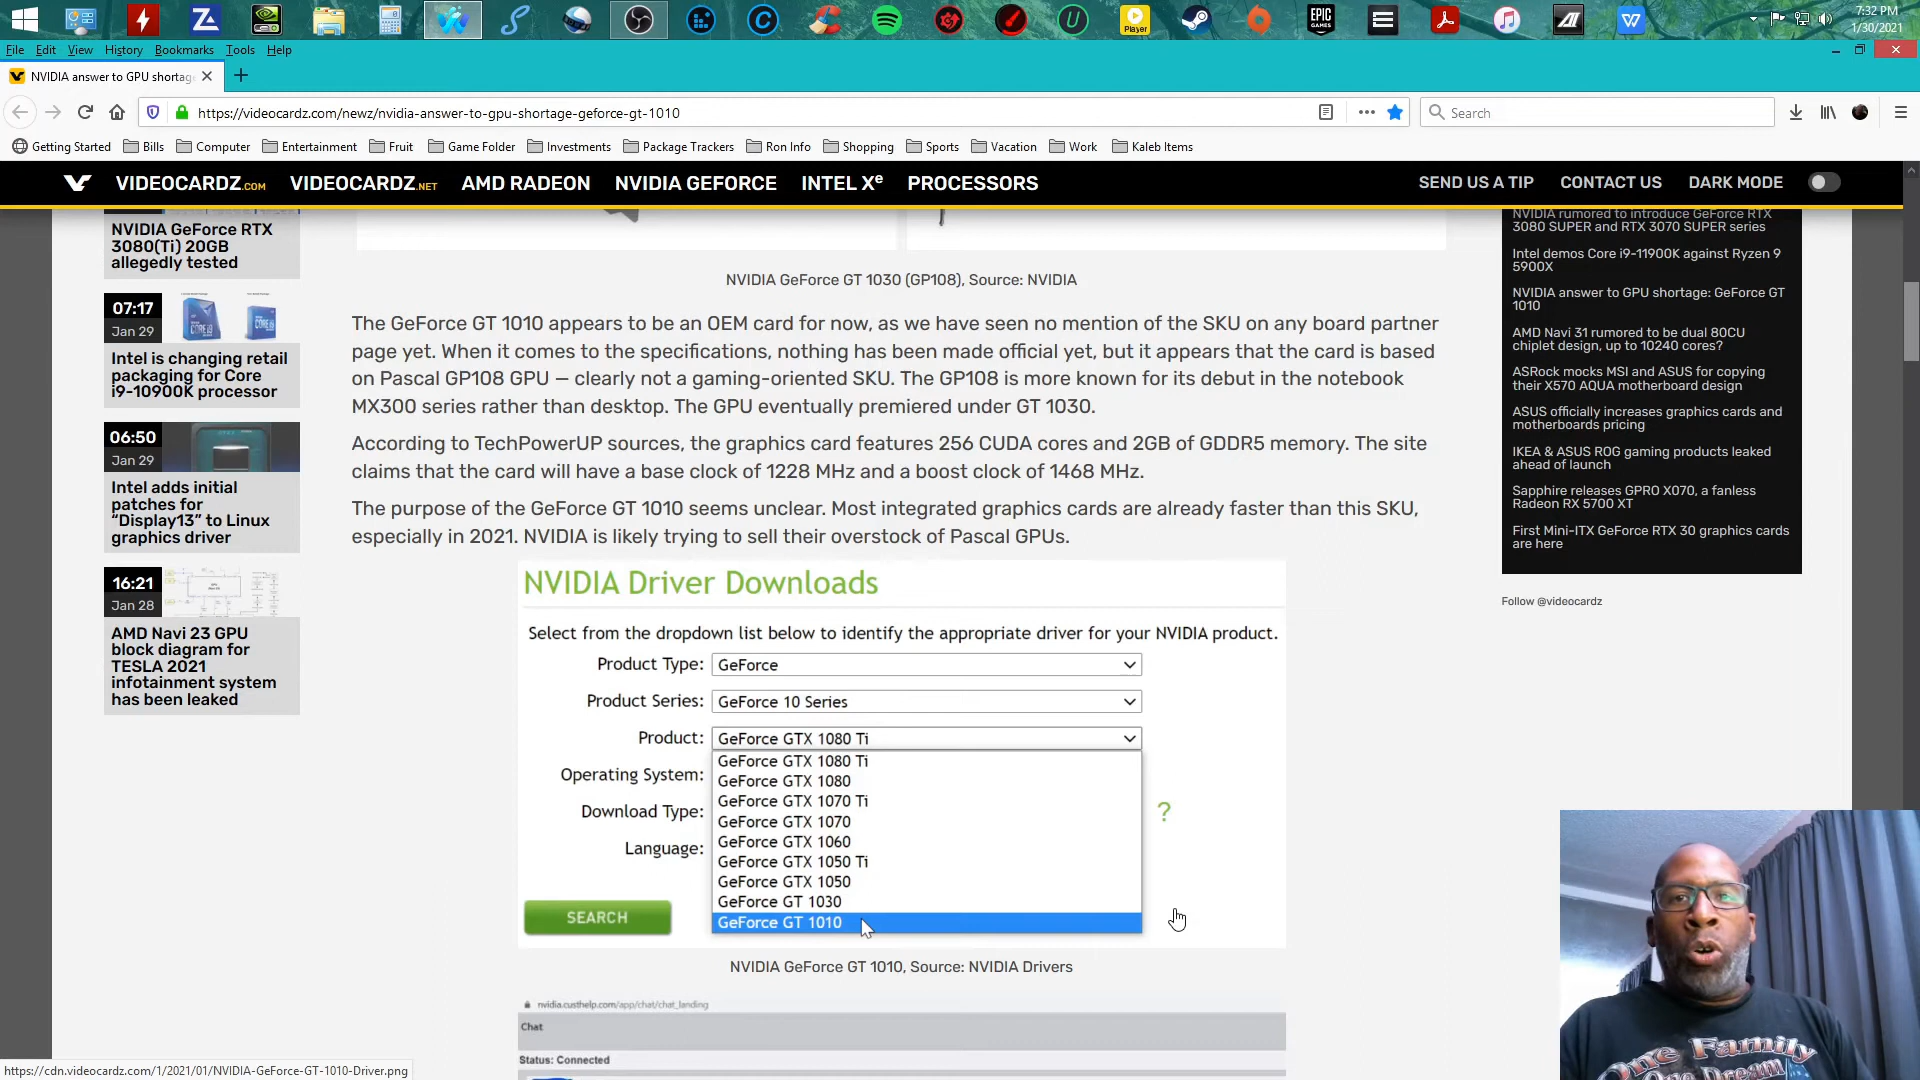 Player
EPIC
GAMES
7:32 PM
1/30/2021
File Edit View History Bookmarks Tools Help
NVIDIA answer to GPU shortage
https://videocardz.com/newz/nvidia-answer-to-gpu-shortage-geforce-gt-1010
Search
Getting Started Bills Computer Entertainment Fruit Game Folder Investments Package Trackers Ron Info Shopping Sports Vacation Work Kaleb Items
VIDEOCARDZ.COM VIDEOCARDZ.NET AMD RADEON NVIDIA GEFORCE INTEL Xe PROCESSORS SEND US A TIP CONTACT US DARK MODE
NVIDIA GeForce RTX
3080(Ti) 20GB
allegedly tested
07:17
Jan 29
Intel is changing retail
packaging for Core
i9-10900K processor
06:50
Jan 29
Intel adds initial
patches for
“Display13” to Linux
graphics driver
16:21
Jan 28
AMD Navi 23 GPU
block diagram for
TESLA 2021
infotainment system
has been leaked
NVIDIA GeForce GT 1030 (GP108), Source: NVIDIA
The GeForce GT 1010 appears to be an OEM card for now, as we have seen no mention of the SKU on any board partner
page yet. When it comes to the specifications, nothing has been made official yet, but it appears that the card is based
on Pascal GP108 GPU — clearly not a gaming-oriented SKU. The GP108 is more known for its debut in the notebook
MX300 series rather than desktop. The GPU eventually premiered under GT 1030.
According to TechPowerUP sources, the graphics card features 256 CUDA cores and 2GB of GDDR5 memory. The site
claims that the card will have a base clock of 1228 MHz and a boost clock of 1468 MHz.
The purpose of the GeForce GT 1010 seems unclear. Most integrated graphics cards are already faster than this SKU,
especially in 2021. NVIDIA is likely trying to sell their overstock of Pascal GPUs.
NVIDIA Driver Downloads
Select from the dropdown list below to identify the appropriate driver for your NVIDIA product.
Product Type: GeForce
Product Series: GeForce 10 Series
Product: GeForce GTX 1080 Ti
GeForce GTX 1080 Ti
Operating System: GeForce GTX 1080
GeForce GTX 1070 Ti
Download Type: GeForce GTX 1070 ?
GeForce GTX 1060
Language: GeForce GTX 1050 Ti
GeForce GTX 1050
GeForce GT 1030
SEARCH GeForce GT 1010
NVIDIA GeForce GT 1010, Source: NVIDIA Drivers
nvidia.custhelp.com/app/chat/chat_landing
Chat
Status: Connected
NVIDIA rumored to introduce GeForce RTX
3080 SUPER and RTX 3070 SUPER series
Intel demos Core i9-11900K against Ryzen 9
5900X
NVIDIA answer to GPU shortage: GeForce GT
1010
AMD Navi 31 rumored to be dual 80CU
chiplet design, up to 10240 cores?
ASRock mocks MSI and ASUS for copying
their X570 AQUA motherboard design
ASUS officially increases graphics cards and
motherboards pricing
IKEA & ASUS ROG gaming products leaked
ahead of launch
Sapphire releases GPRO X070, a fanless
Radeon RX 5700 XT
First Mini-ITX GeForce RTX 30 graphics cards
are here
Follow @videocardz
One Family
One Dream
https://cdn.videocardz.com/1/2021/01/NVIDIA-GeForce-GT-1010-Driver.png